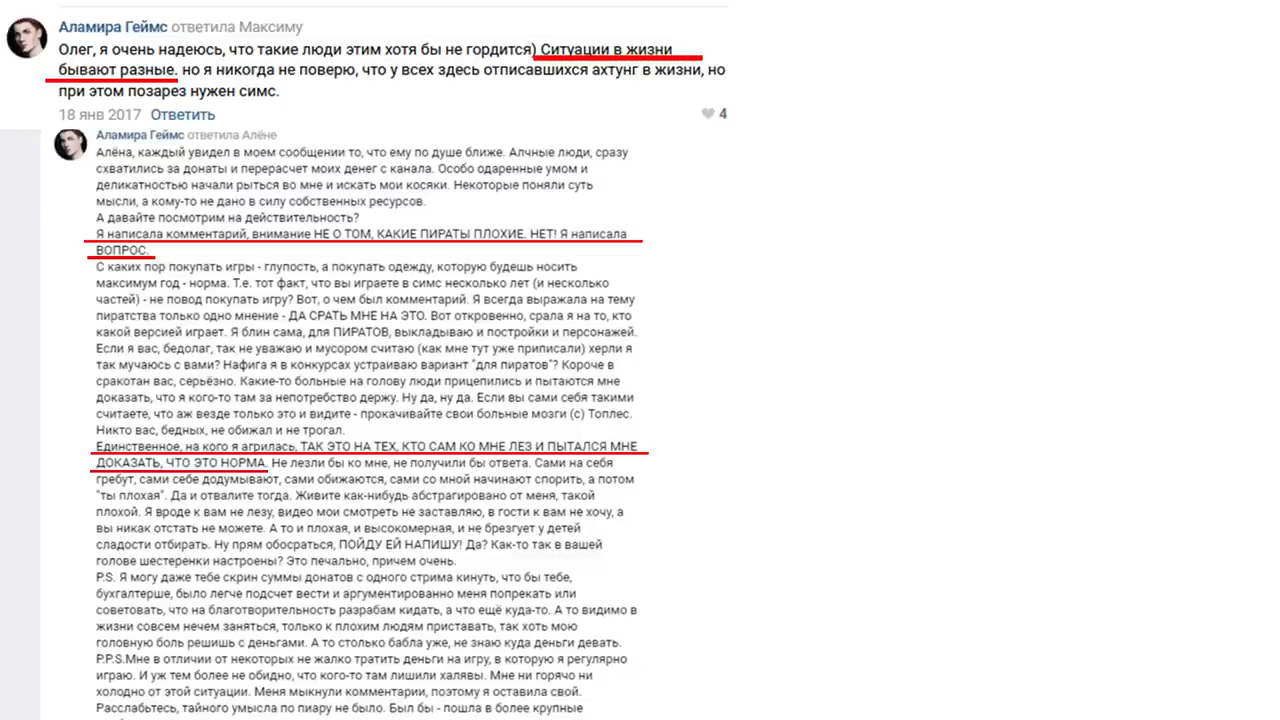 Аламира Геймс ответила Максиму
Олег, я очень надеюсь, что такие люди этим хотя бы не гордится) Ситуации в жизни
бывают разные. но я никогда не поверю, что у всех здесь отписавшихся ахтунг в жизни, но
при этом позарез нужен симс.
18 янв 2017 Ответить
4
Аламира Геймс ответила Алёне
Алёна, каждый увидел в моем сообщении то, что ему по душе ближе. Алчные люди, сразу
схватились за донаты и перерасчет моих денег с канала. Особо одаренные умом и
деликатностью начали рыться во мне и искать мои косяки. Некоторые поняли суть
мысли, а кому-то не дано в силу собственных ресурсов.
А давайте посмотрим на действительность?
Я написала комментарий, внимание НЕ О ТОМ, КАКИЕ ПИРАТЫ ПЛОХИЕ. НЕТ! Я написала
ВОПРОС.
С каких пор покупать игры - глупость, а покупать одежду, которую будешь носить
максимум год - норма. Т.е. тот факт, что вы играете в симс несколько лет (и несколько
частей) - не повод покупать игру? Вот, о чем был комментарий. Я всегда выражала на тему
пиратства только одно мнение - ДА СРАТЬ МНЕ НА ЭТО. Вот откровенно, срала я на то, кто
какой версией играет. Я блин сама, для ПИРАТОВ, выкладываю и постройки и персонажей.
Если я вас, бедолаг, так не уважаю и мусором считаю (как мне тут уже приписали) херли я
так мучаюсь с вами? Нафига я в конкурсах устраиваю вариант "для пиратов"? Короче в
сракотан вас, серьёзно. Какие-то больные на голову люди прицепились и пытаются мне
доказать, что я кого-то там за непотребство держу. Ну да, ну да. Если вы сами себя такими
считаете, что аж везде только это и видите - прокачивайте свои больные мозги (с) Топлес.
Никто вас, бедных, не обижал и не трогал.
Единственное, на кого я агрилась, ТАК ЭТО НА ТЕХ, КТО САМ КО МНЕ ЛЕЗ И ПЫТАЛСЯ МНЕ
ДОКАЗАТЬ, ЧТО ЭТО НОРМА. Не лезли бы ко мне, не получили бы ответа. Сами на себя
гребут, сами себе додумывают, сами обижаются, сами со мной начинают спорить, а потом
"ты плохая". Да и отвалите тогда. Живите как-нибудь абстрагировано от меня, такой
плохой. Я вроде к вам не лезу, видео мои смотреть не заставляю, в гости к вам не хочу, а
вы никак отстать не можете. А то и плохая, и высокомерная, и не брезгует у детей
сладости отбирать. Ну прям обосраться, ПОЙДУ ЕЙ НАПИШУ! Да? Как-то так в вашей
голове шестеренки настроены? Это печально, причем очень.
P.S. Я могу даже тебе скрин суммы донатов с одного стрима кинуть, что бы тебе,
бухгалтерше, было легче подсчет вести и аргументированно меня попрекать или
советовать, что на благотворительность разрабам кидать, а что ещё куда-то. А то видимо в
жизни совсем нечем заняться, только к плохим людям приставать, так хоть мою
головную боль решишь с деньгами. А то столько бабла уже, не знаю куда деньги девать.
P.P.S.Мне в отличии от некоторых не жалко тратить деньги на игру, в которую я регулярно
играю. И уж тем более не обидно, что кого-то там лишили халявы. Мне ни горячо ни
холодно от этой ситуации. Меня мыкнули комментарии, поэтому я оставила свой.
Расслабьтесь, тайного умысла по пиару не было. Был бы - пошла в более крупные